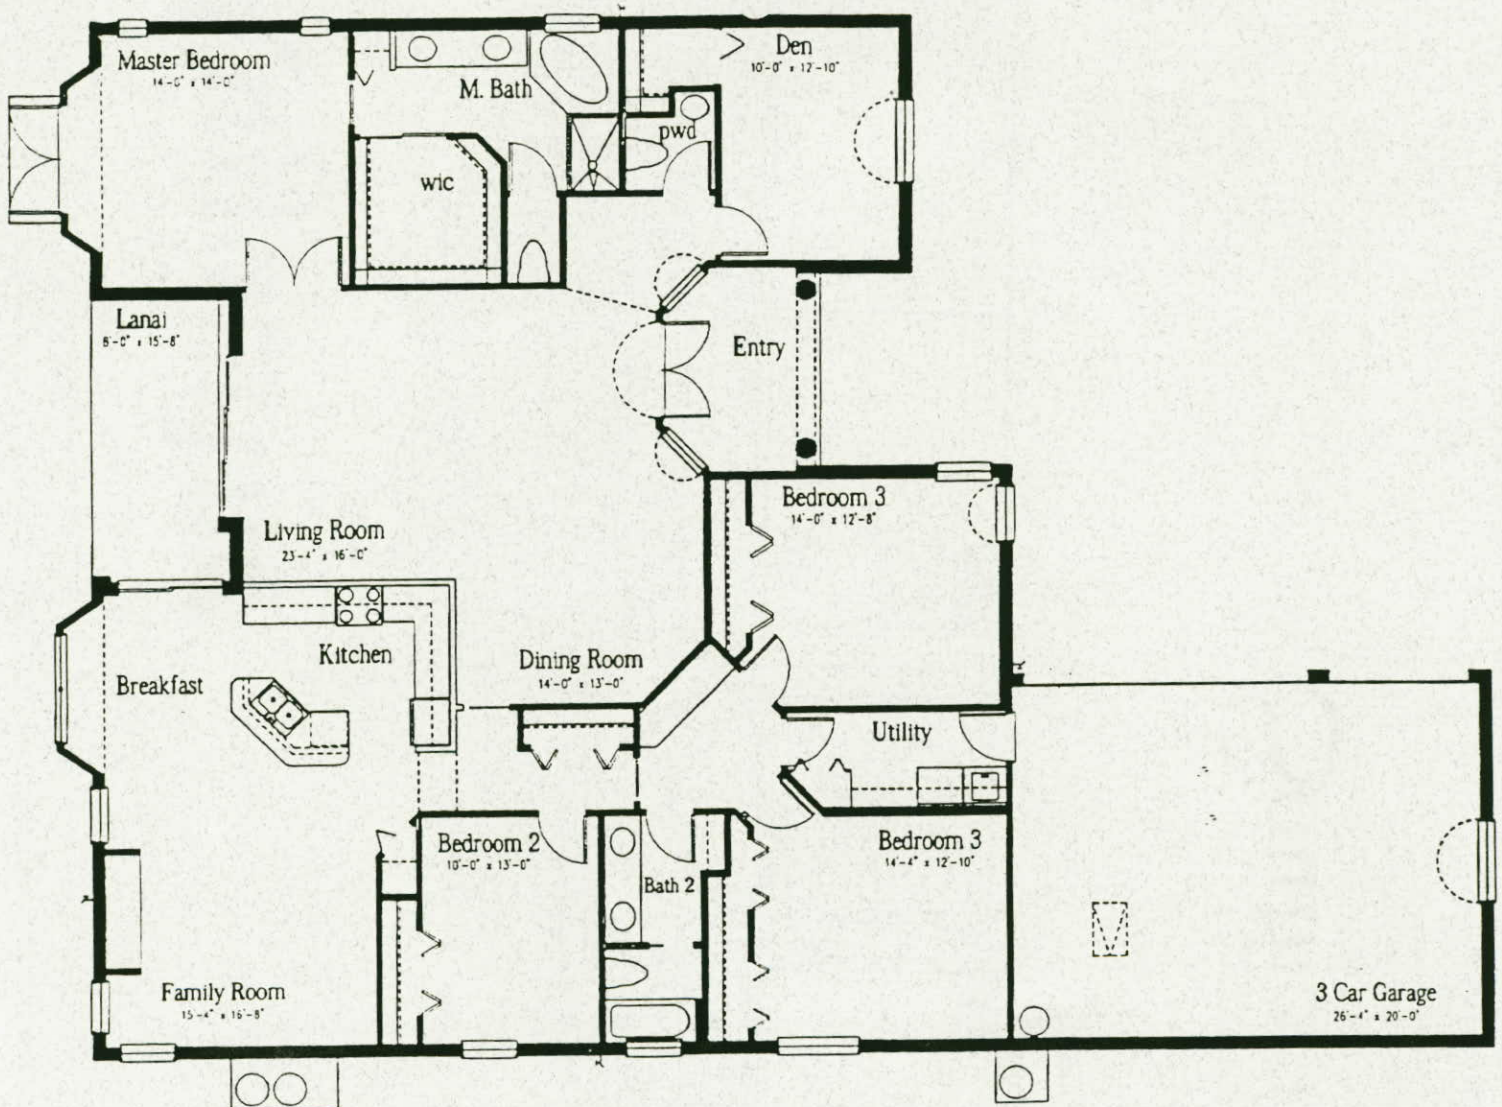 Master Bedroom
14'-0" x 14'-0"
M. Bath
Den
10'-0" x 12'-10"
pwd
wic
Lanai
8'-0" x 15'-8"
Entry
Living Room
23'-4" x 16'-0"
Bedroom 3
14'-0" x 12'-8"
Kitchen
Dining Room
14'-0" x 13'-0"
Breakfast
Utility
Bedroom 2
10'-0" x 13'-0"
Bedroom 3
14'-4" x 12'-10"
Bath 2
Family Room
15'-4" x 16'-8"
3 Car Garage
26'-4" x 20'-0"